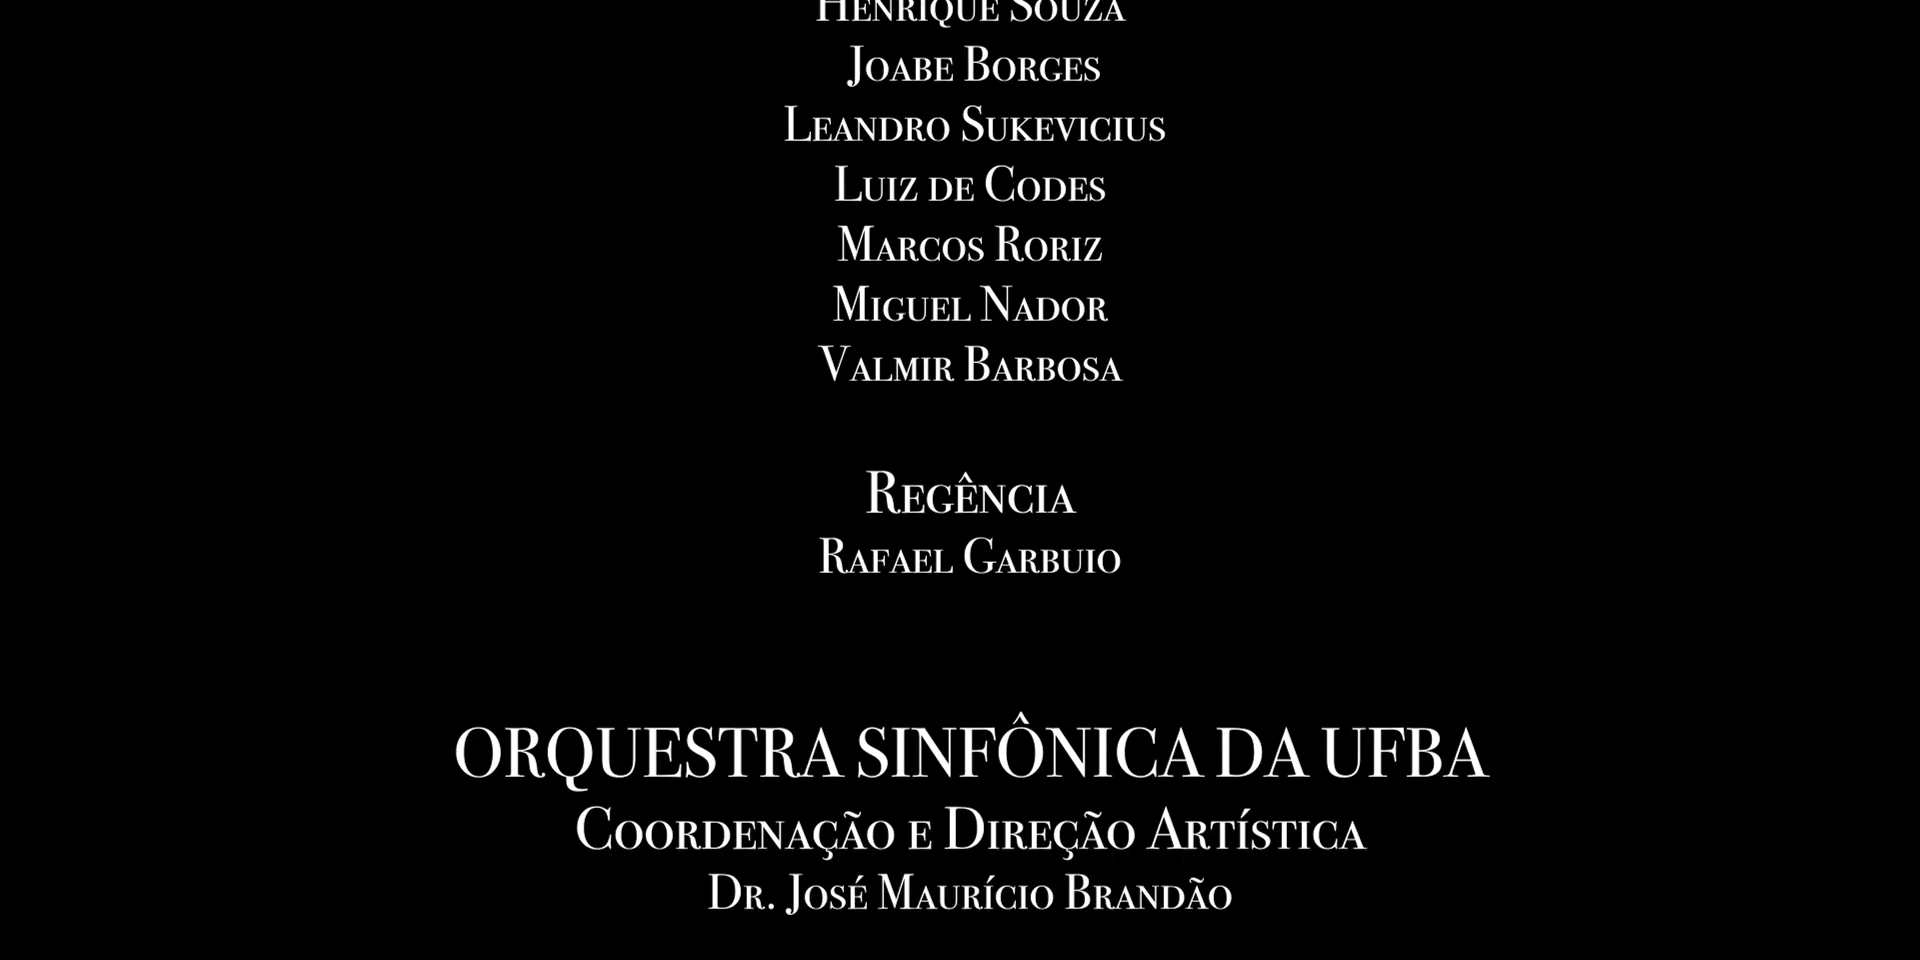 Henrique Souza
Joabe Borges
Leandro Sukevicius
Luiz de Codes
Marcos Roriz
Miguel Nador
Valmir Barbosa
Regência
Rafael Garbuio
ORQUESTRA SINFÔNICA DA UFBA
Coordenação e Direção Artística
Dr. José Maurício Brandão